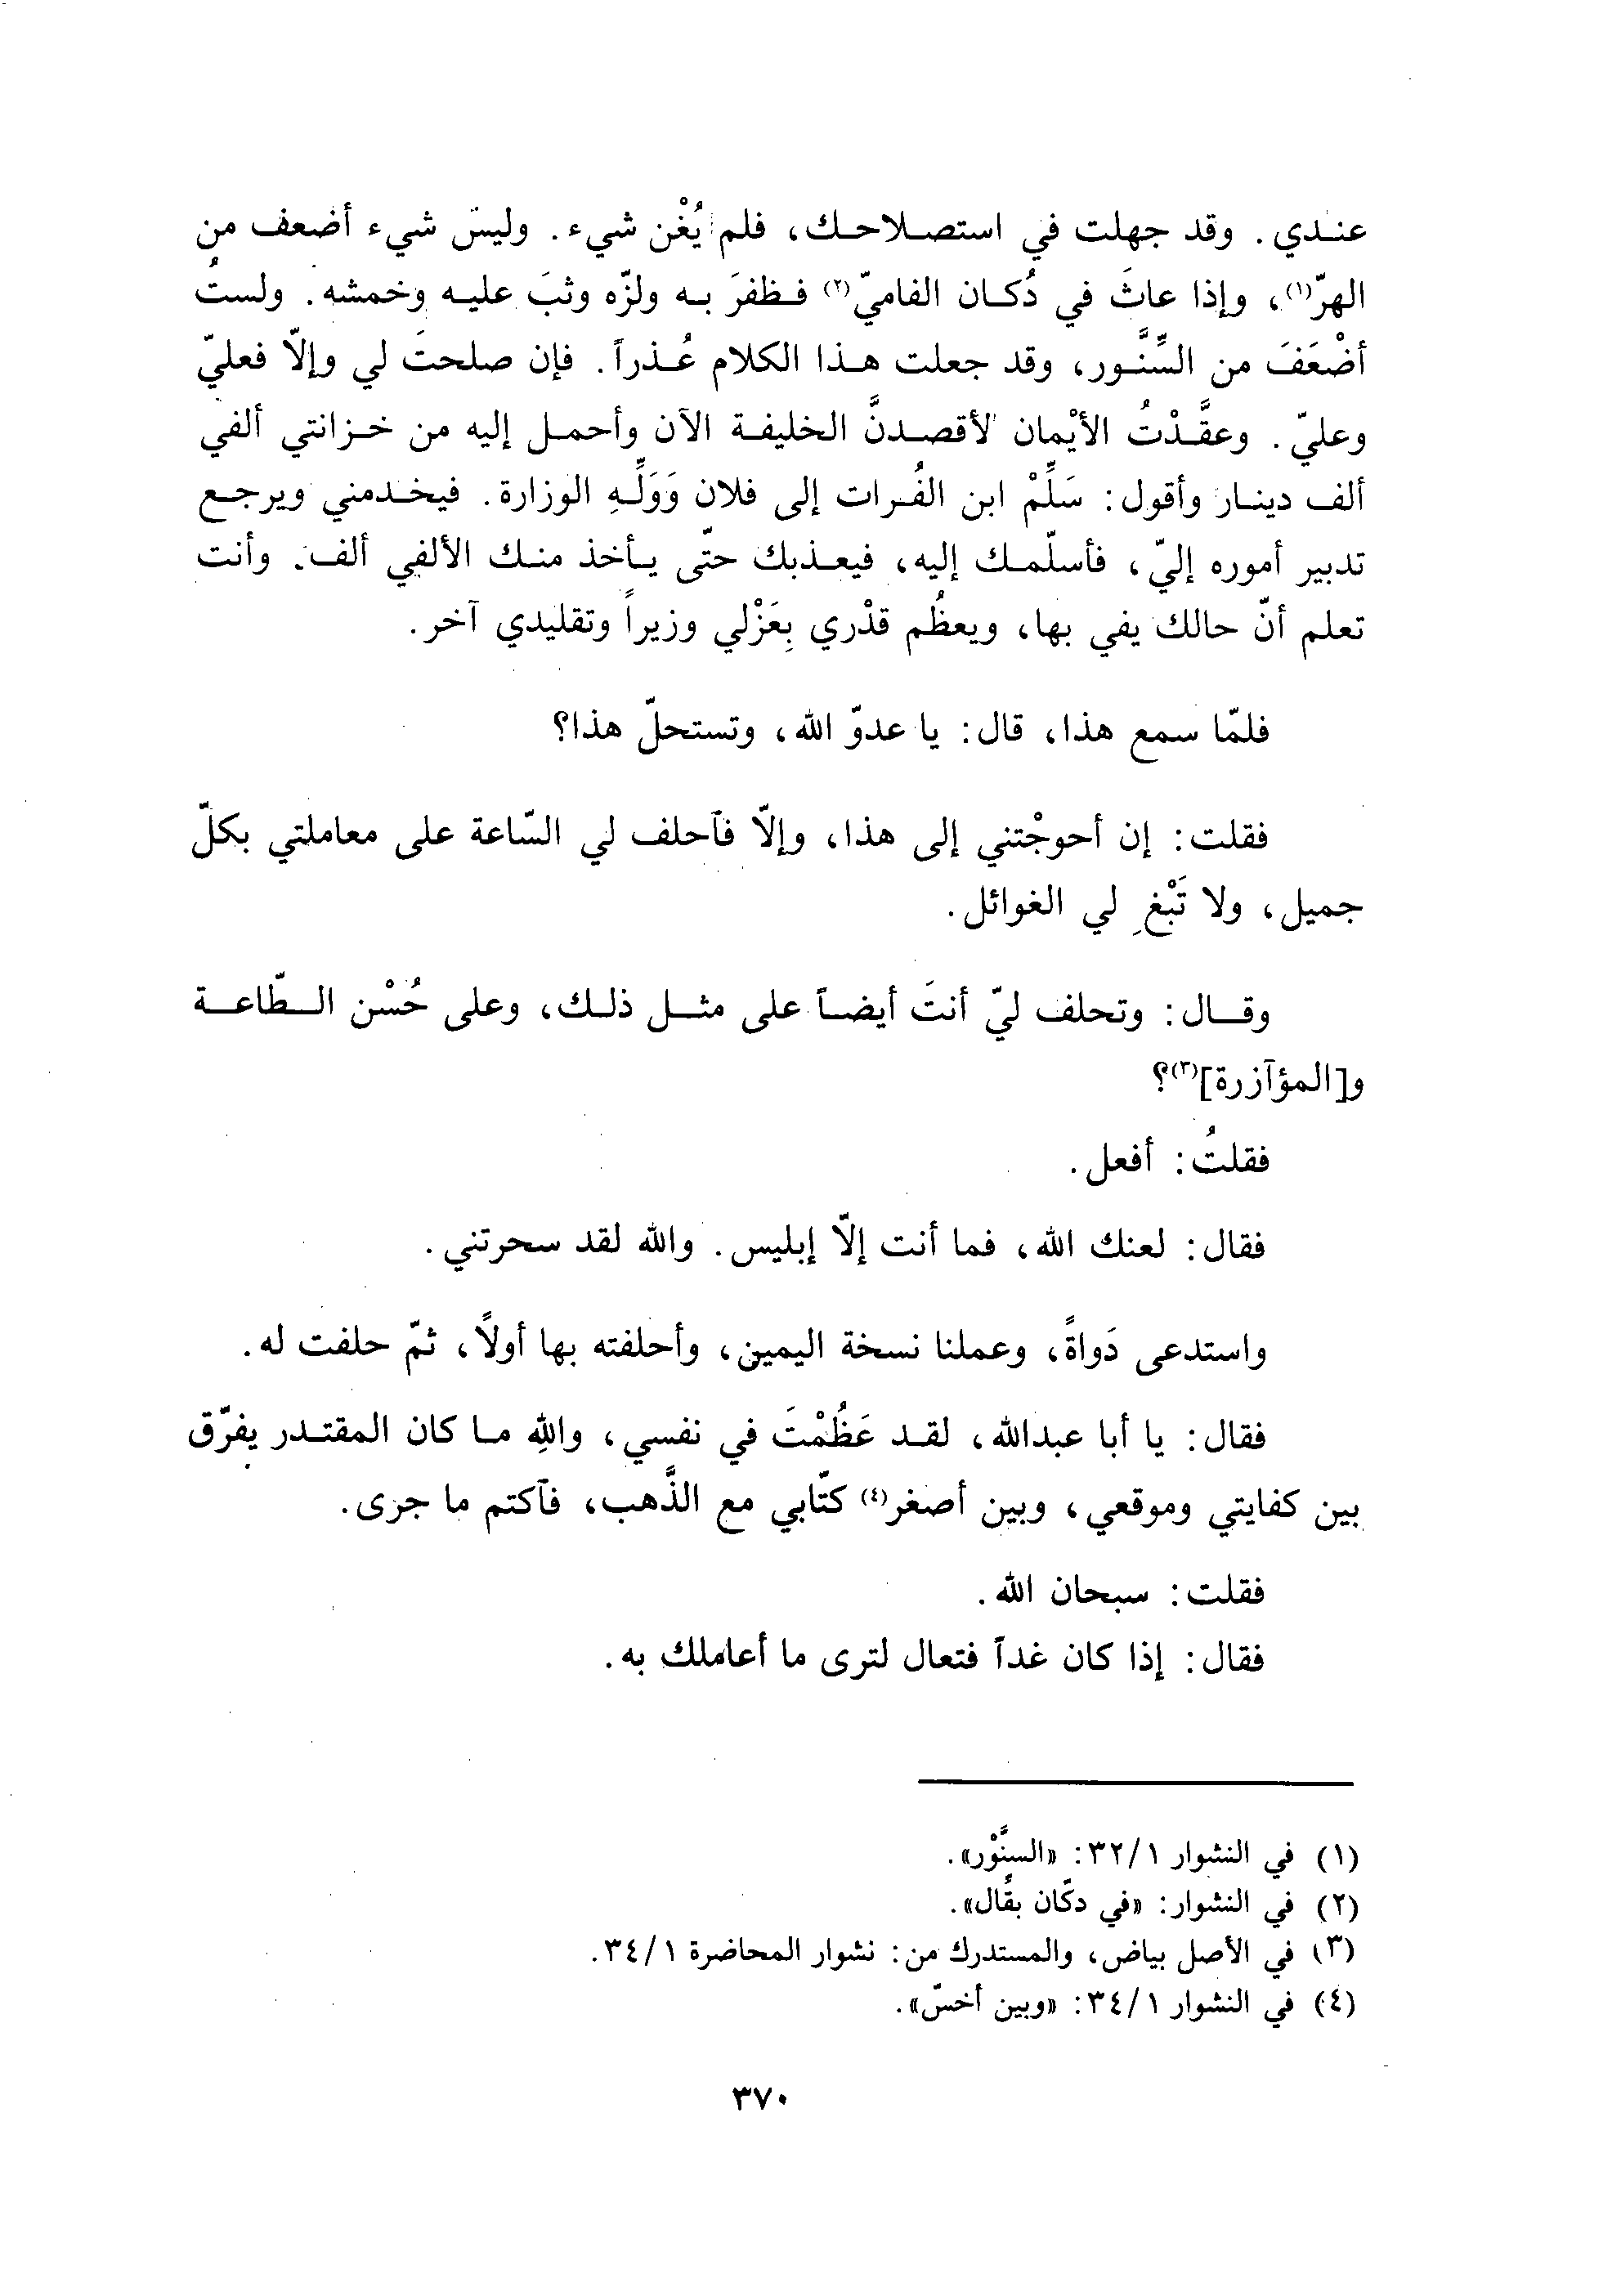 عندي. وقد جهلت في استصلاحك، فلم يُغْن شيء. وليس شيء أضعف من
الهرّ(١)، وإذا عاثَ في دُكان الفاميّ(٢) فظفرَ به ولزّه وثبَ عليه وخمشه. ولستُ
أضْعَفَ من السِّنَّور، وقد جعلت هذا الكلام عُذراً. فإن صلحتَ لي وإلاّ فعليّ
وعليّ. وعقَّدْتُ الأيْمان لأقصدنَّ الخليفة الآن وأحمل إليه من خزانتي ألفي
ألف دينار وأقول: سَلِّمْ ابن الفُرات إلى فلان وَوَلِّهِ الوزارة. فيخدمني ويرجع
تدبير أموره إليّ، فأسلّمك إليه، فيعذبك حتّى يأخذ منك الألفي ألف. وأنت
تعلم أنّ حالك يفي بها، ويعظُم قدْري بِعَزْلي وزيراً وتقليدي آخر.
فلمّا سمع هذا، قال: يا عدوّ الله، وتستحلّ هذا؟
فقلت: إن أحوجْتني إلى هذا، وإلاّ فآحلف لي السّاعة على معاملتي بكلّ
جميل، ولا تَبْغِ لي الغوائل.
وقال: وتحلف ليّ أنتَ أيضاً على مثل ذلك، وعلى حُسْن الطّاعة
و[المؤآزرة](٣)؟
فقلتُ: أفعل.
فقال: لعنك الله، فما أنت إلاّ إبليس. والله لقد سحرتني.
واستدعى دَواةً، وعملنا نسخة اليمين، وأحلفته بها أولاً، ثمّ حلفت له.
فقال: يا أبا عبدالله، لقد عَظُمْتَ في نفسي، واللهِ ما كان المقتدر يفرّق
بين كفايتي وموقعي، وبين أصغر(٤) كتّابي مع الذَّهب، فآكتم ما جرى.
فقلت: سبحان الله.
فقال: إذا كان غداً فتعال لترى ما أعاملك به.
(١) في النشوار ٣٢/١: «السنَّوْر».
(٢) في النشوار: «في دكّان بقّال».
(٣) في الأصل بياض، والمستدرك من: نشوار المحاضرة ٣٤/١.
(٤) في النشوار ٣٤/١: «وبين أخسّ».
٣٧٠